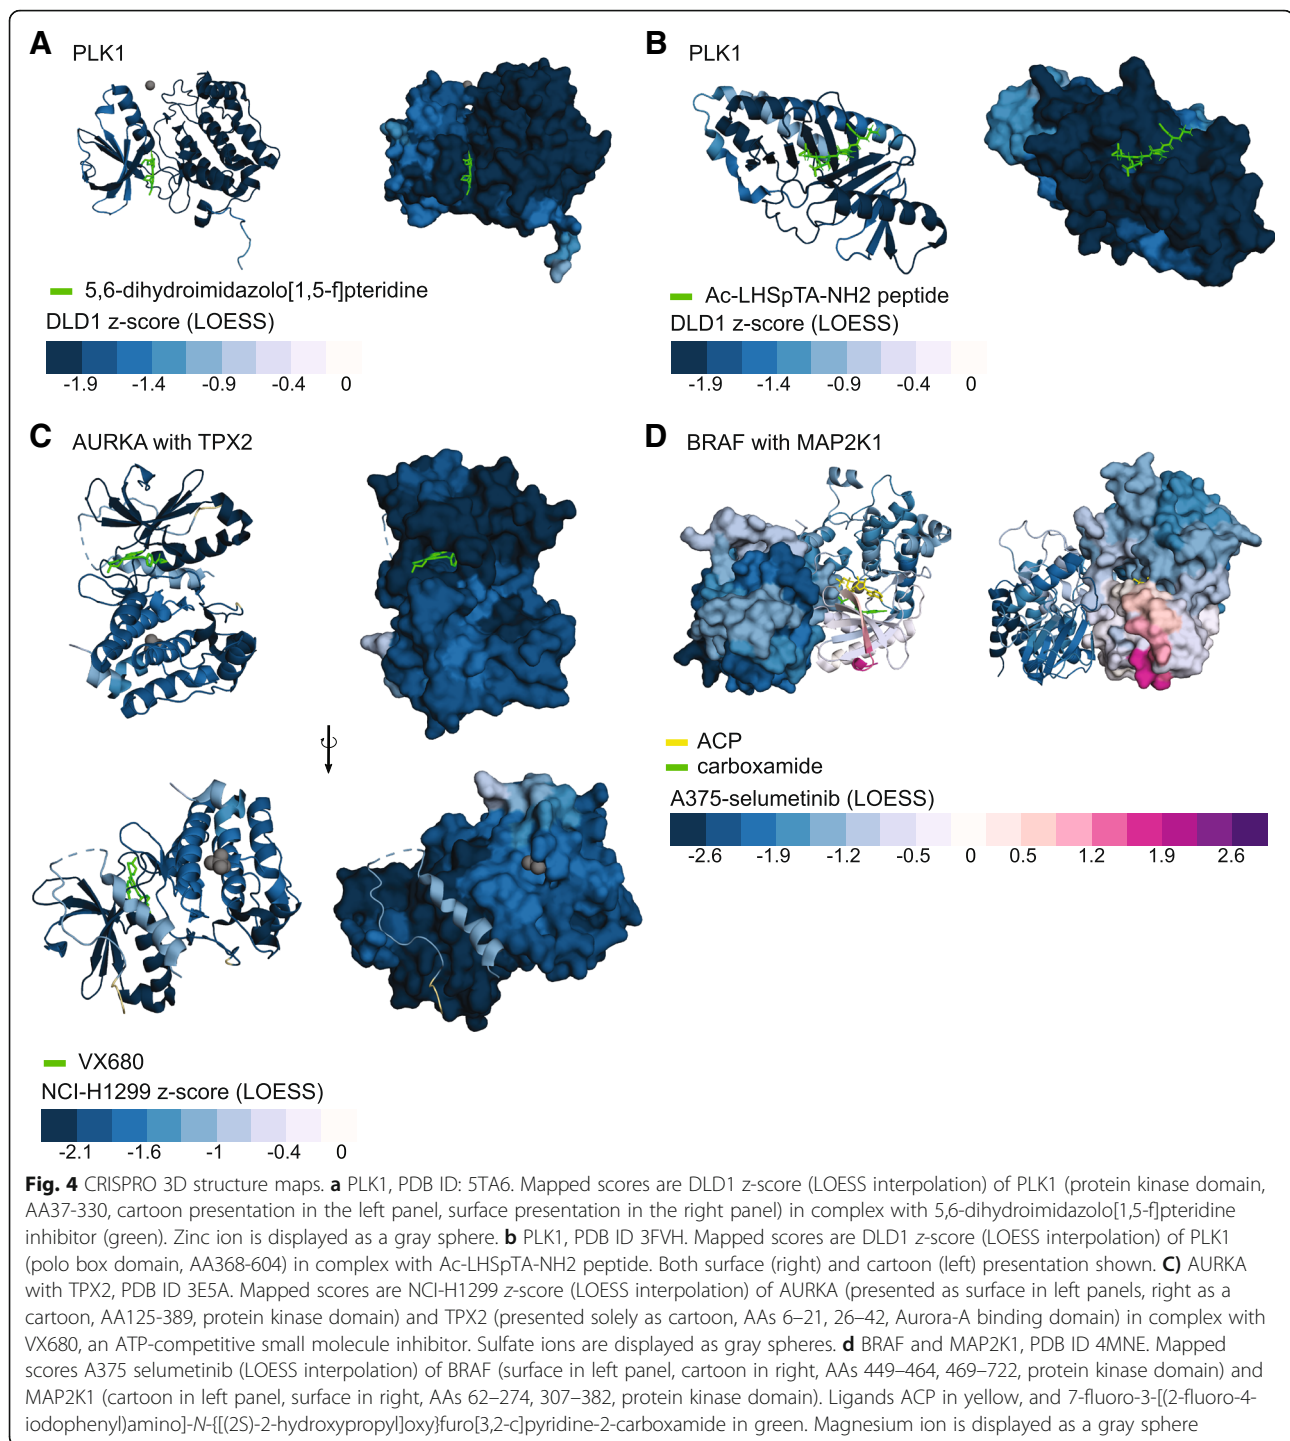 A PLK1
B PLK1
5,6-dihydroimidazolo[1,5-f]pteridine
DLD1 z-score (LOESS)
-1.9 -1.4 -0.9 -0.4 0
Ac-LHSpTA-NH2 peptide
DLD1 z-score (LOESS)
-1.9 -1.4 -0.9 -0.4 0
C AURKA with TPX2
D BRAF with MAP2K1
ACP
carboxamide
A375-selumetinib (LOESS)
-2.6 -1.9 -1.2 -0.5 0 0.5 1.2 1.9 2.6
VX680
NCI-H1299 z-score (LOESS)
-2.1 -1.6 -1 -0.4 0
Fig. 4 CRISPRO 3D structure maps. a PLK1, PDB ID: 5TA6. Mapped scores are DLD1 z-score (LOESS interpolation) of PLK1 (protein kinase domain,
AA37-330, cartoon presentation in the left panel, surface presentation in the right panel) in complex with 5,6-dihydroimidazolo[1,5-f]pteridine
inhibitor (green). Zinc ion is displayed as a gray sphere. b PLK1, PDB ID 3FVH. Mapped scores are DLD1 z-score (LOESS interpolation) of PLK1
(polo box domain, AA368-604) in complex with Ac-LHSpTA-NH2 peptide. Both surface (right) and cartoon (left) presentation shown. C) AURKA
with TPX2, PDB ID 3E5A. Mapped scores are NCI-H1299 z-score (LOESS interpolation) of AURKA (presented as surface in left panels, right as a
cartoon, AA125-389, protein kinase domain) and TPX2 (presented solely as cartoon, AAs 6–21, 26–42, Aurora-A binding domain) in complex with
VX680, an ATP-competitive small molecule inhibitor. Sulfate ions are displayed as gray spheres. d BRAF and MAP2K1, PDB ID 4MNE. Mapped
scores A375 selumetinib (LOESS interpolation) of BRAF (surface in left panel, cartoon in right, AAs 449–464, 469–722, protein kinase domain) and
MAP2K1 (cartoon in left panel, surface in right, AAs 62–274, 307–382, protein kinase domain). Ligands ACP in yellow, and 7-fluoro-3-[(2-fluoro-4-
iodophenyl)amino]-N-{[(2S)-2-hydroxypropyl]oxy}furo[3,2-c]pyridine-2-carboxamide in green. Magnesium ion is displayed as a gray sphere